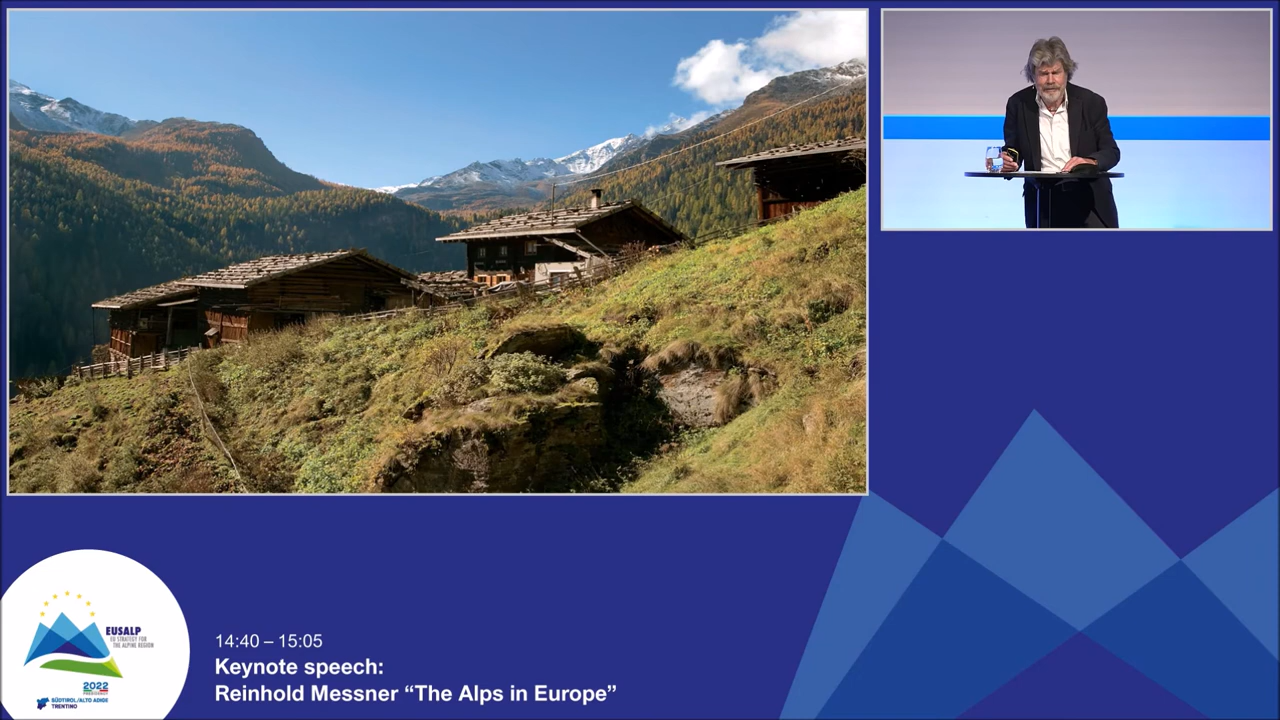 14:40 – 15:05
Keynote speech:
Reinhold Messner “The Alps in Europe”
EUSALP
EU STRATEGY FOR
THE ALPINE REGION
2022
PRESIDENCY
SÜDTIROL/ALTO ADIGE
TRENTINO